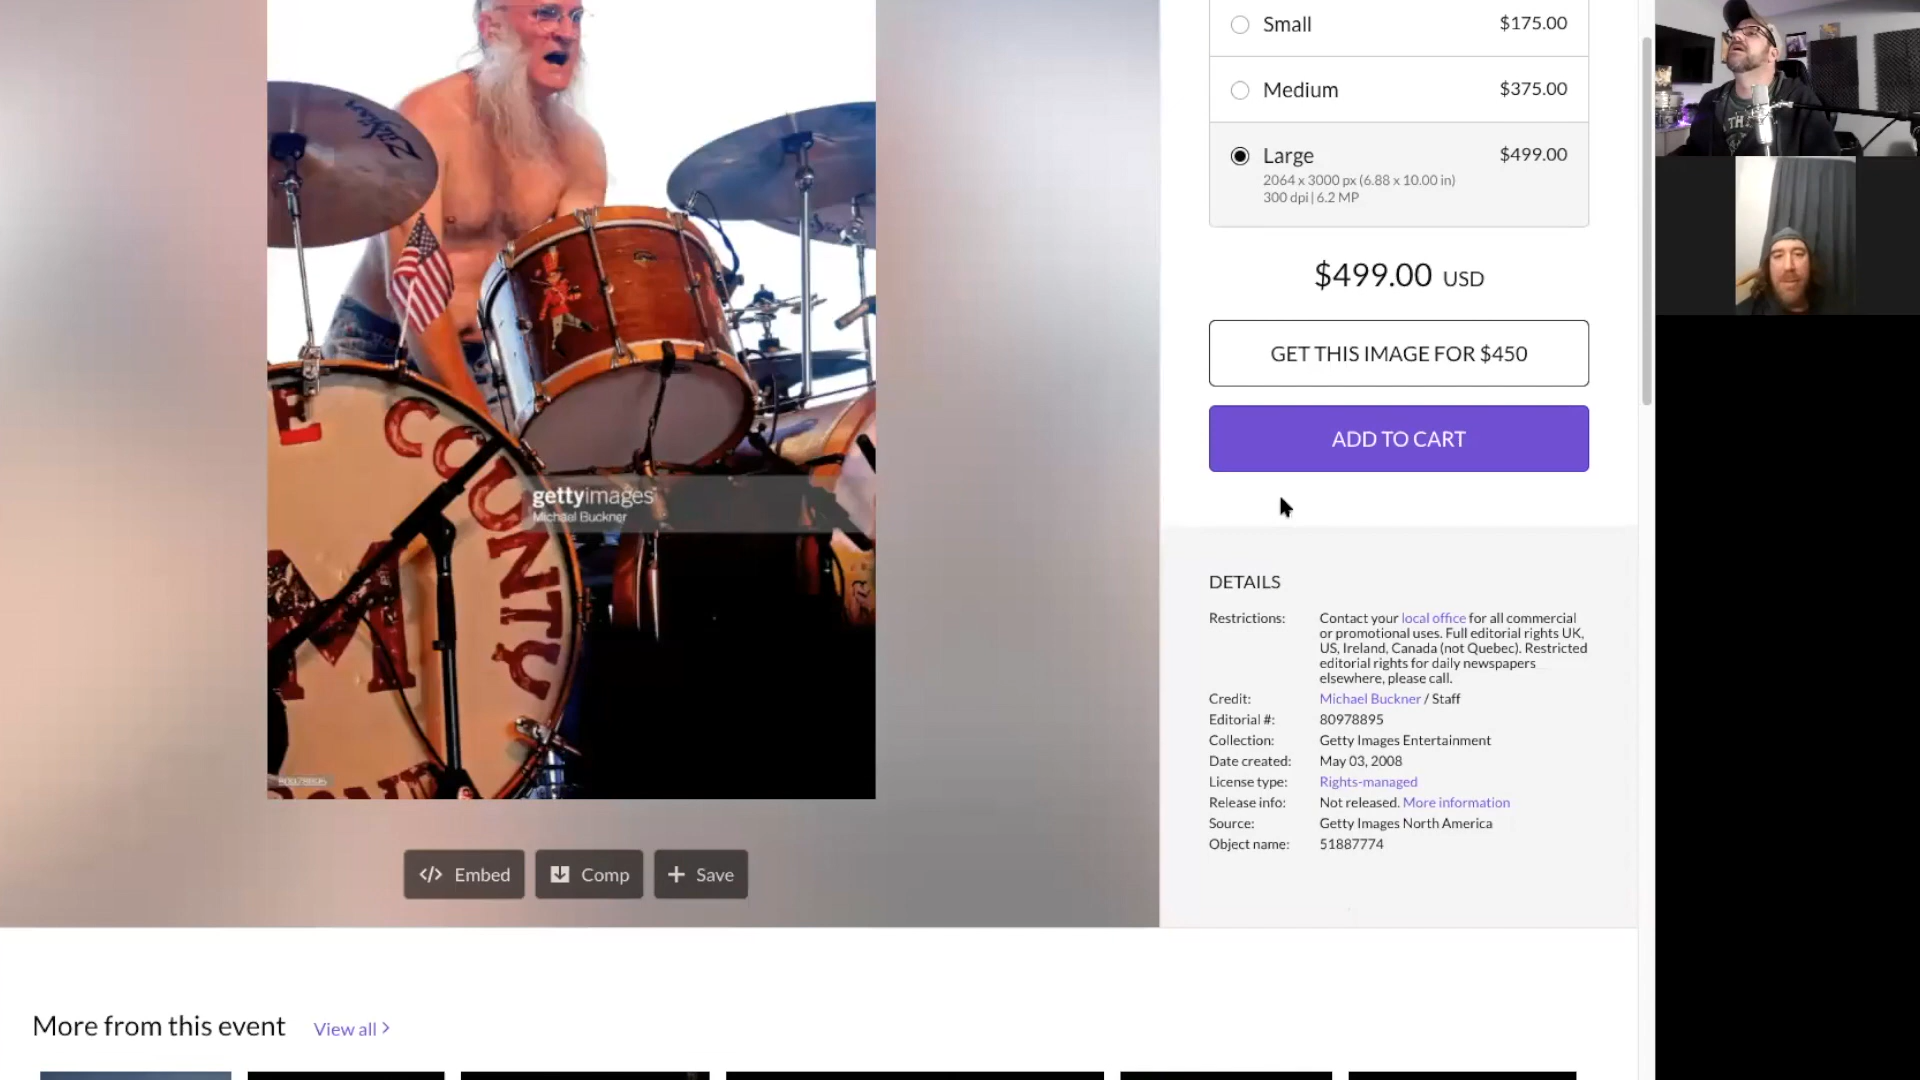 Small $175.00
Medium $375.00
Large $499.00
2064 x 3000 px (6.88 x 10.00 in)
300 dpi | 6.2 MP
$499.00 USD
GET THIS IMAGE FOR $450
ADD TO CART
Zildjian
E COUNTY
M
gettyimages
Michael Buckner
80978895
DETAILS
Restrictions: Contact your local office for all commercial
or promotional uses. Full editorial rights UK,
US, Ireland, Canada (not Quebec). Restricted
editorial rights for daily newspapers
elsewhere, please call.
Credit: Michael Buckner / Staff
Editorial #: 80978895
Collection: Getty Images Entertainment
Date created: May 03, 2008
License type: Rights-managed
Release info: Not released. More information
Source: Getty Images North America
Object name: 51887774
</> Embed
Comp
+ Save
More from this event View all >